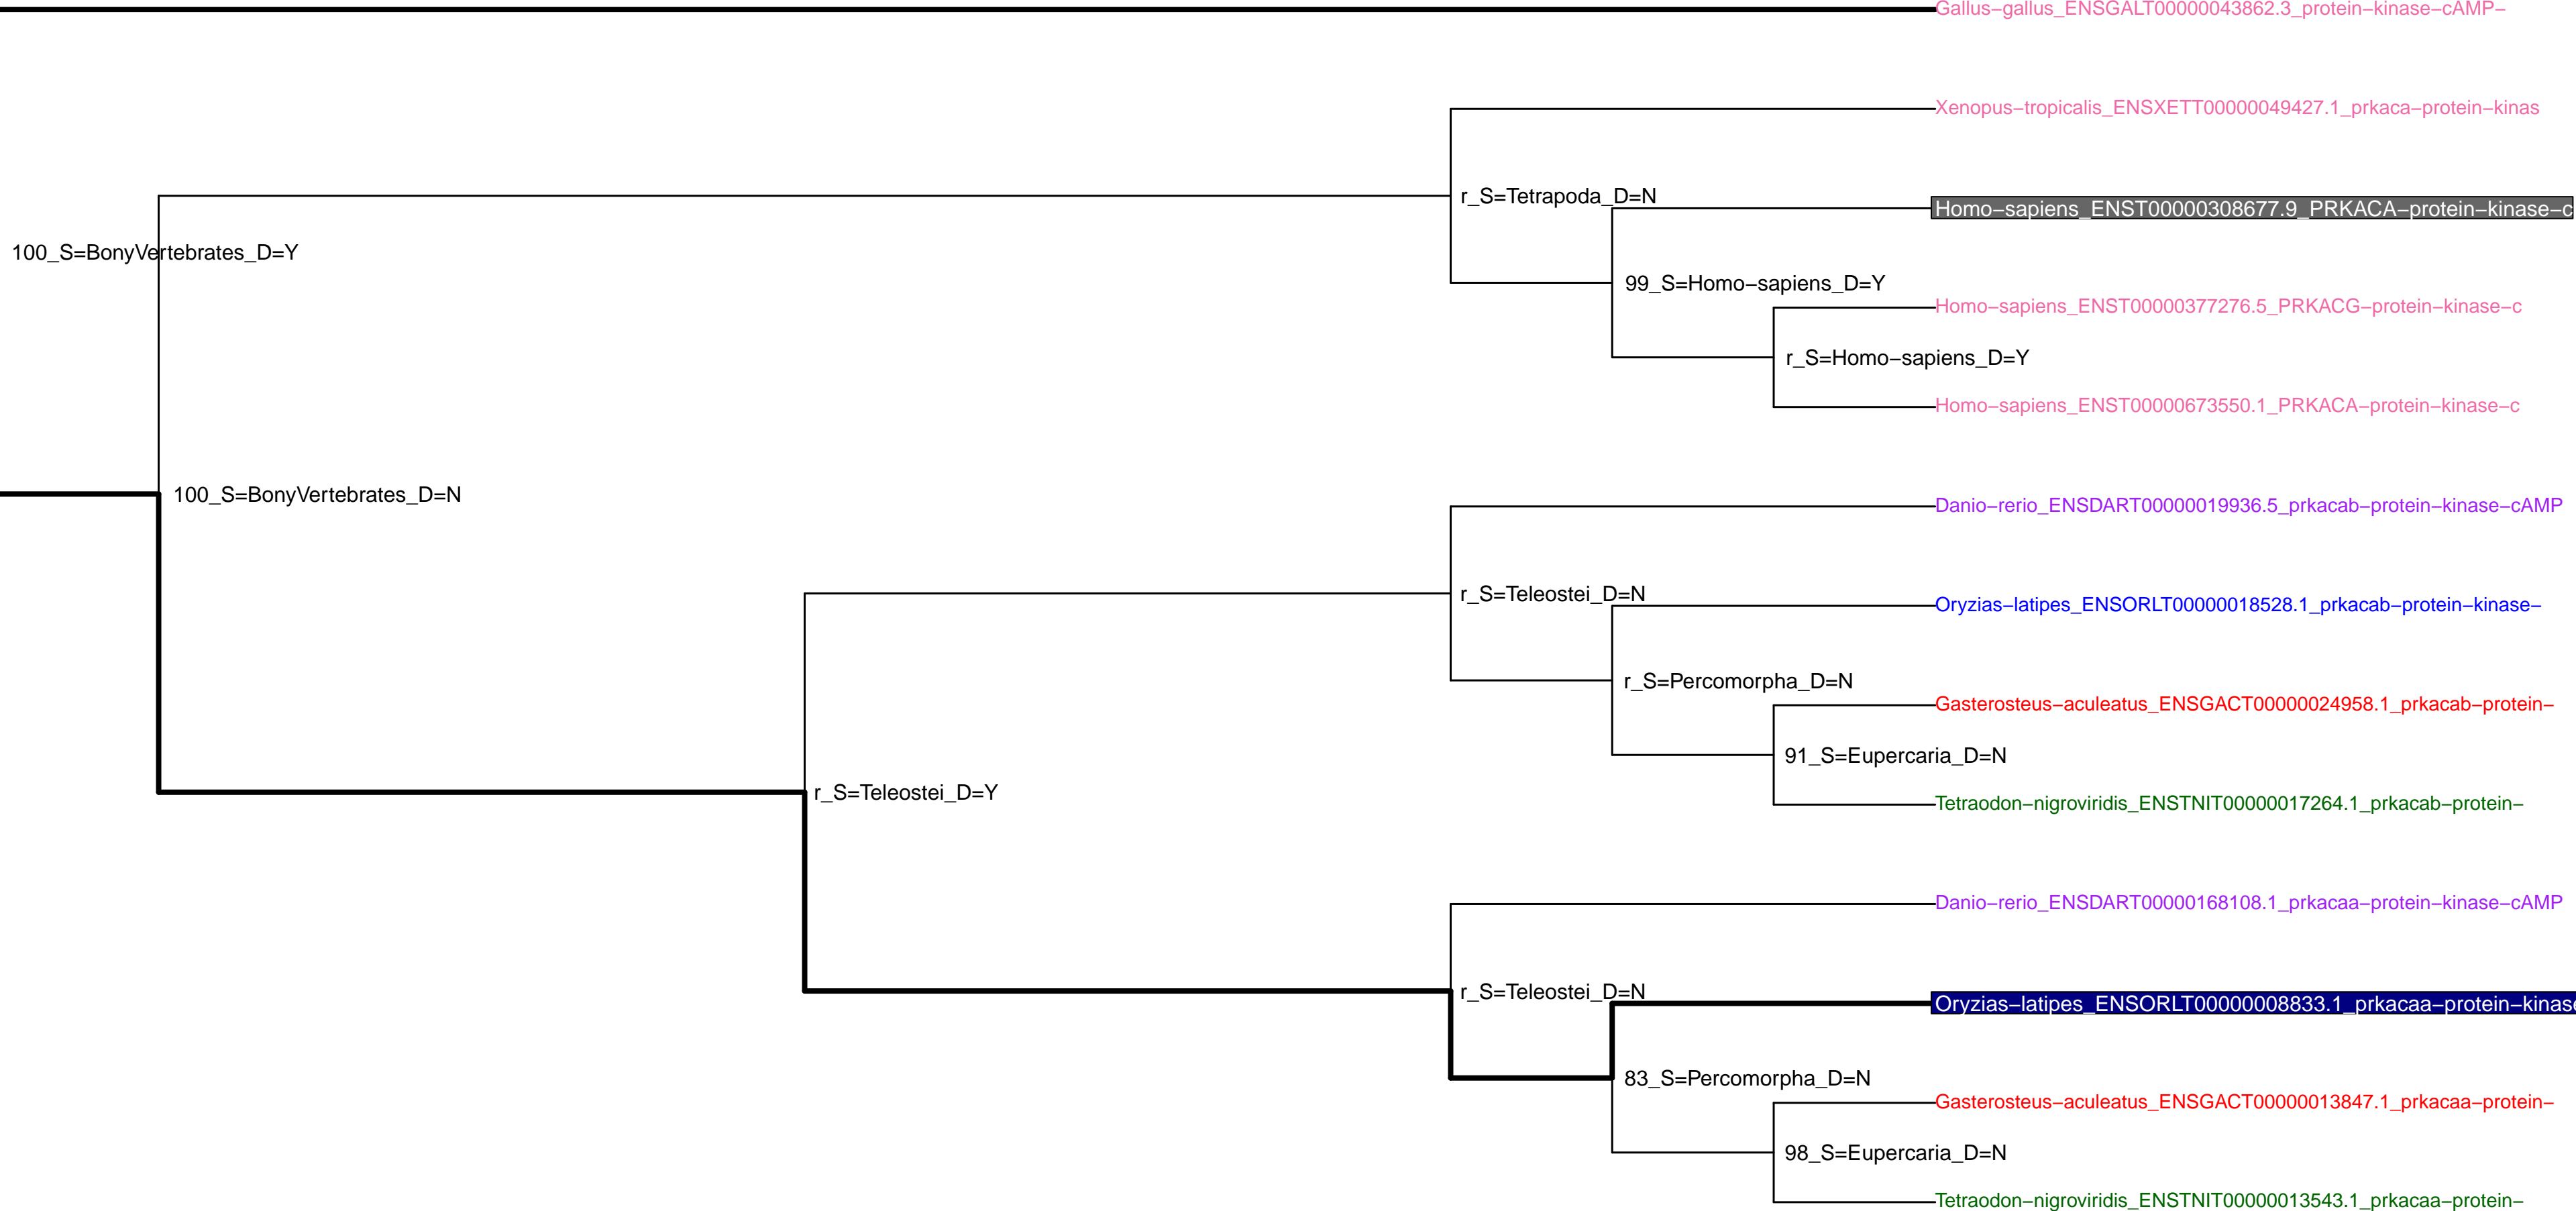 Gallus−gallus_ENSGALT00000043862.3_protein−kinase−cAMP−
Xenopus−tropicalis_ENSXETT00000049427.1_prkaca−protein−kinas
r_S=Tetrapoda_D=N
Homo−sapiens_ENST00000308677.9_PRKACA−protein−kinase−c
100_S=BonyVertebrates_D=Y
99_S=Homo−sapiens_D=Y
Homo−sapiens_ENST00000377276.5_PRKACG−protein−kinase−c
r_S=Homo−sapiens_D=Y
Homo−sapiens_ENST00000673550.1_PRKACA−protein−kinase−c
100_S=BonyVertebrates_D=N
Danio−rerio_ENSDART00000019936.5_prkacab−protein−kinase−cAMP
r_S=Teleostei_D=N
Oryzias−latipes_ENSORLT00000018528.1_prkacab−protein−kinase−
r_S=Percomorpha_D=N
Gasterosteus−aculeatus_ENSGACT00000024958.1_prkacab−protein−
91_S=Eupercaria_D=N
r_S=Teleostei_D=Y
Tetraodon−nigroviridis_ENSTNIT00000017264.1_prkacab−protein−
Danio−rerio_ENSDART00000168108.1_prkacaa−protein−kinase−cAMP
r_S=Teleostei_D=N
Oryzias−latipes_ENSORLT00000008833.1_prkacaa−protein−kinase
83_S=Percomorpha_D=N
Gasterosteus−aculeatus_ENSGACT00000013847.1_prkacaa−protein−
98_S=Eupercaria_D=N
Tetraodon−nigroviridis_ENSTNIT00000013543.1_prkacaa−protein−